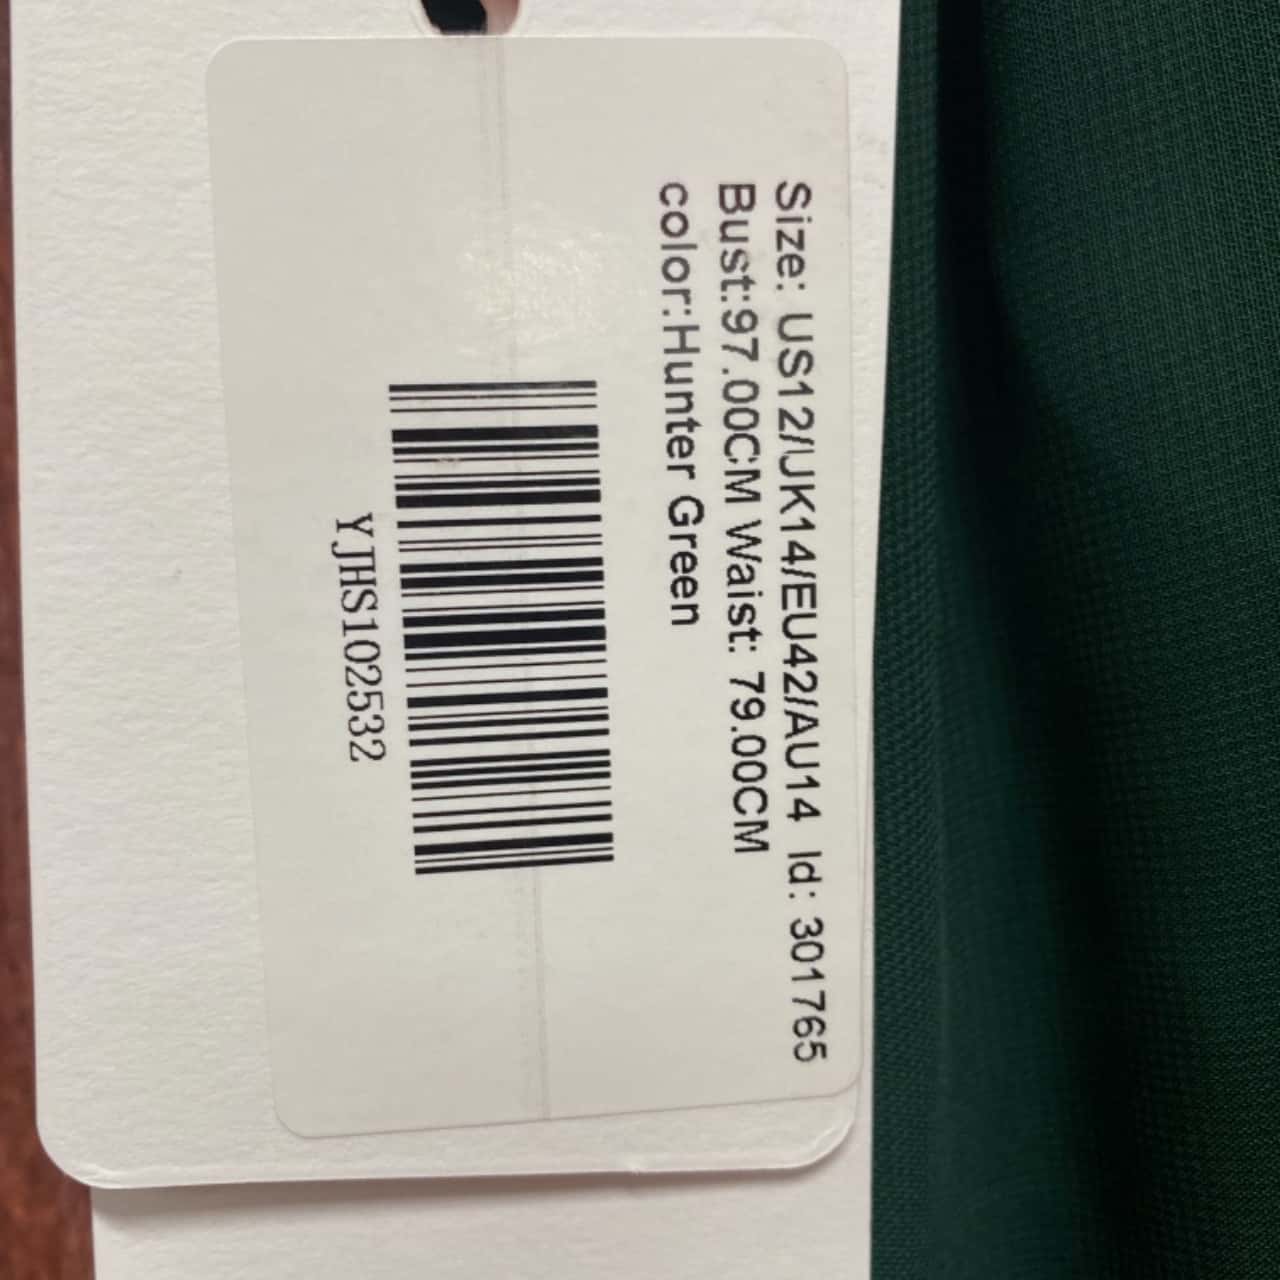 Size: US12/UK14/EU42/AU14 Id: 301765
Bust:97.00CM Waist: 79.00CM
color:Hunter Green
YJHS102532